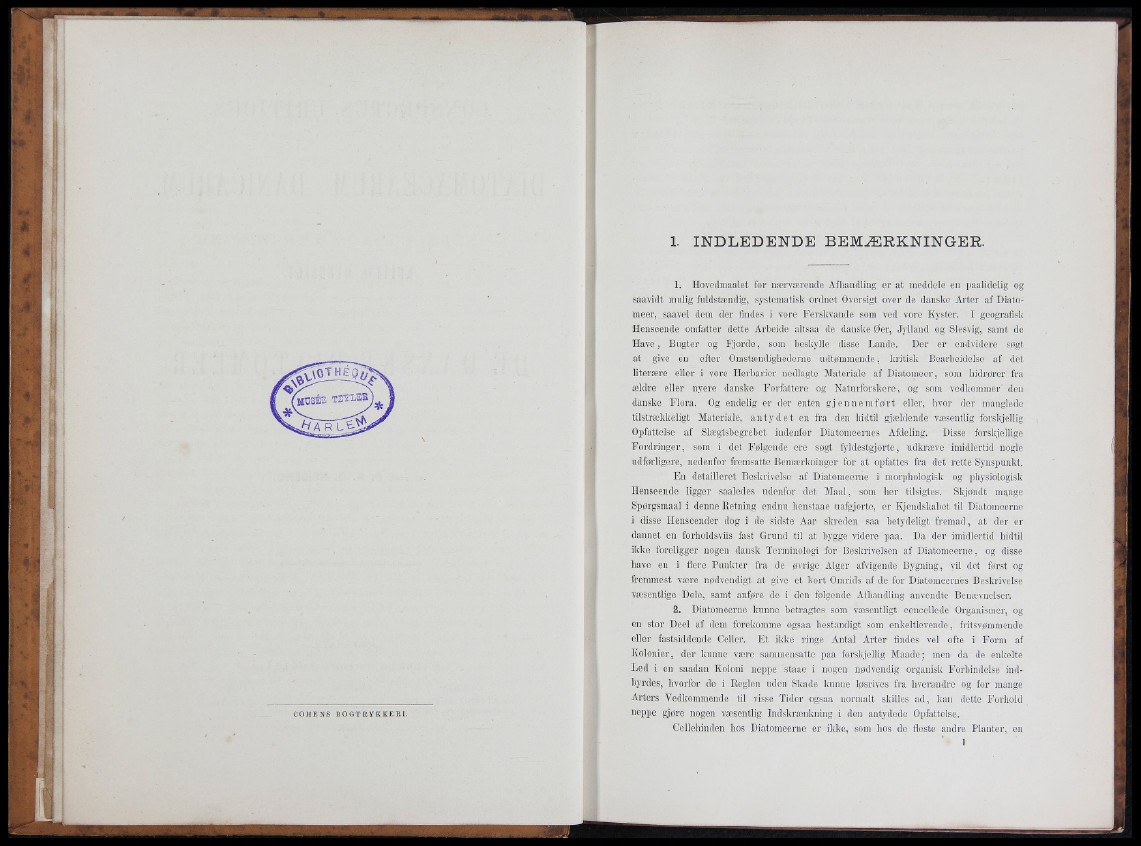 BIBLIOTHÈQUE
MUSÉE TEYLER
HARLEM
COHENS BOGTRYKKERI.
1. INDLEDENDE BEMÆRKNINGER.
1. Hovedmaalet for nærværende Afhandling er at meddele en paalidelig og
saavidt mulig fuldstændig, systematisk ordnet Oversigt over de danske Arter af Diato-
meer, saavel dem der findes i vore Ferskvande som ved vore Kyster. I geografisk
Henseende omfatter dette Arbeide altsaa de danske Øer, Jylland og Slesvig, samt de
Have, Bugter og Fjorde, som beskylle disse Lande. Der er endvidere søgt
at give en efter Omstændighederne udtømmende, kritisk Bearbeidelse af det
literære eller i vore Herbarier nedlagte Materiale af Diatomeer, som hidrører fra
ældre eller nyere danske Forfattere og Naturforskere, og som vedkommer den
danske Flora. Og endelig er der enten gjennemført eller, hvor der manglede
tilstrækkeligt Materiale, antydet en fra den hidtil gjældende væsentlig forskjellig
Opfattelse af Slægtsbegrebet indenfor Diatomeernes Afdeling. Disse forskjellige
Fordringer, som i det Følgende ere søgt fyldestgjorte, udkræve imidlertid nogle
udførligere, nedenfor fremsatte Bemærkninger for at opfattes fra det rette Synspunkt.
En detailleret Beskrivelse af Diatomeerne i morphologisk og physiologisk
Henseende ligger saaledes udenfor det Maal, som her tilsigtes. Skjøndt mange
Spørgsmaal i denne Retning endnu henstaae uafgjorte, er Kjendskabet til Diatomeerne
i disse Henseender dog i de sidste Aar skreden saa betydeligt fremad, at der er
dannet en forholdsviis fast Grund til at bygge videre paa. Da der imidlertid hidtil
ikke foreligger nogen dansk Terminologi for Beskrivelsen af Diatomeerne, og disse
have en i flere Punkter fra de øvrige Alger afvigende Bygning, vil det først og
fremmest være nødvendigt at give et kort Omrids af de for Diatomeernes Beskrivelse
væsentlige Dele, samt anføre de i den følgende Afhandling anvendte Benævnelser.
2. Diatomeerne kunne betragtes som væsentligt eencellede Organismer, og
en stor Deel af dem forekomme ogsaa bestandigt som enkeltlevende, fritsvømmende
eller fastsiddende Celler. Et ikke ringe Antal Arter findes vel ofte i Form af
Kolonier, der kunne være sammensatte paa forskjellig Maade; men da de enkelte
Led i en saadan Koloni neppe staae i nogen nødvendig organisk Forbindelse ind-
byrdes, hvorfor de i Reglen uden Skade kunne løsrives fra hverandre og for mange
Arters Vedkommende til visse Tider ogsaa normalt skilles ad, kan dette Forhold
neppe gjøre nogen væsentlig Indskrænkning i den antydede Opfattelse.
Cellehinden hos Diatomeerne er ikke, som hos de fleste andre Planter, en
1